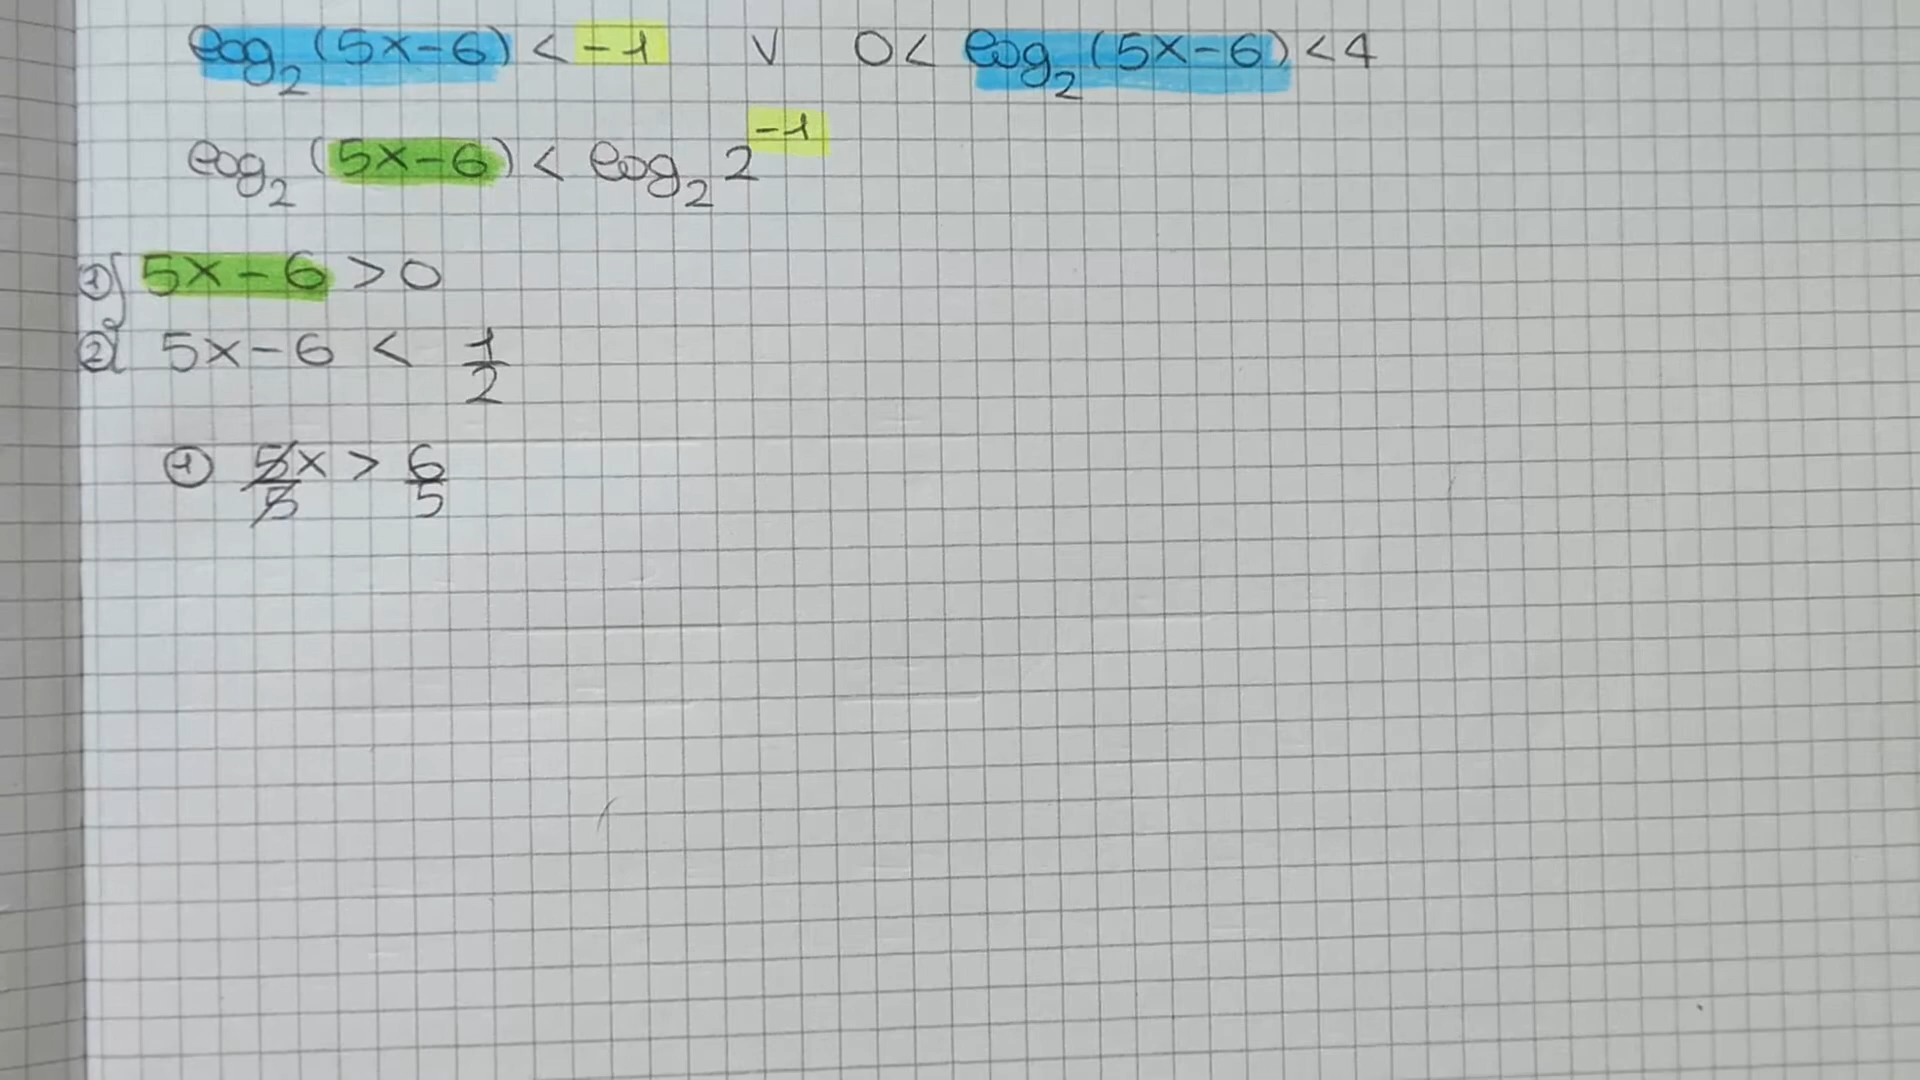 log₂(5x-6) < -1 ∨ 0 < log₂(5x-6) < 4
log₂(5x-6) < log₂ 2⁻¹
① { 5x-6 > 0
② { 5x-6 < 1/2
① 5x/5 > 6/5